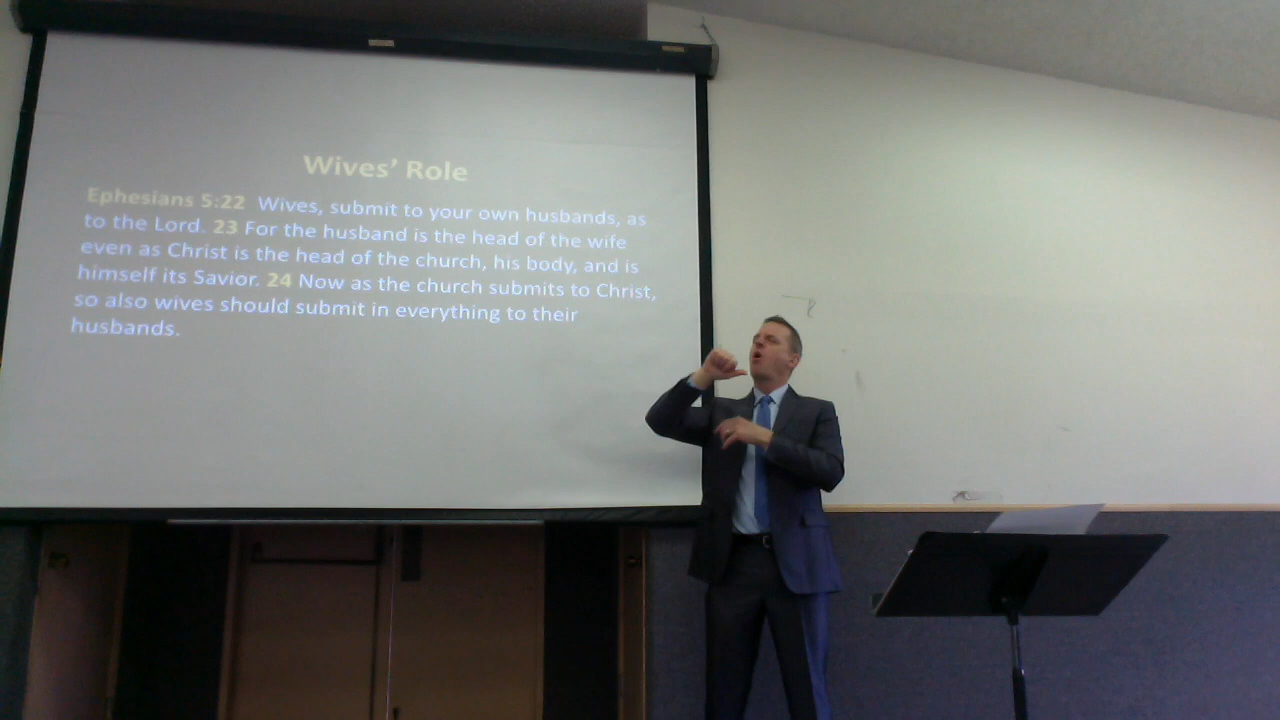 Wives' Role
Ephesians 5:22 Wives, submit to your own husbands, as
to the Lord. 23 For the husband is the head of the wife
even as Christ is the head of the church, his body, and is
himself its Savior. 24 Now as the church submits to Christ,
so also wives should submit in everything to their
husbands.